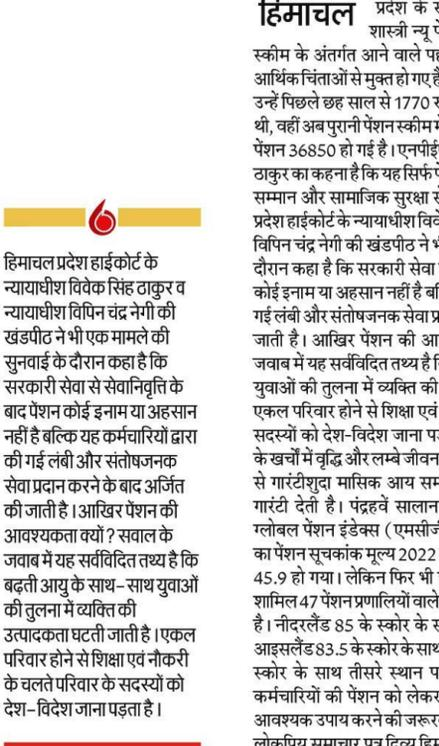 हिमाचल प्रदेश हाईकोर्ट के
न्यायाधीश विवेक सिंह ठाकुर व
न्यायाधीश विपिन चंद्र नेगी की
खंडपीठ ने भी एक मामले की
सुनवाई के दौरान कहा है कि
सरकारी सेवा से सेवानिवृत्ति के
बाद पेंशन कोई इनाम या अहसान
नहीं है बल्कि यह कर्मचारियों द्वारा
की गई लंबी और संतोषजनक
सेवा प्रदान करने के बाद अर्जित
की जाती है। आखिर पेंशन की
आवश्यकता क्यों ? सवाल के
जवाब में यह सर्वविदित तथ्य है कि
बढ़ती आयु के साथ-साथ युवाओं
की तुलना में व्यक्ति की
उत्पादकता घटती जाती है। एकल
परिवार होने से शिक्षा एवं नौकरी
के चलते परिवार के सदस्यों को
देश-विदेश जाना पड़ता है।
हिमाचल प्रदेश के
शास्त्री न्यू
स्कीम के अंतर्गत आने वाले
आर्थिक चिंताओं से मुक्त हो गए
उन्हें पिछले छह साल से 1770
थी, वहीं अब पुरानी पेंशन स्कीम
पेंशन 36850 हो गई है।
ठाकुर का कहना है कि यह सिर्फ
सम्मान और सामाजिक सुरक्षा
प्रदेश हाईकोर्ट के न्यायाधीश
विपिन चंद्र नेगी की खंडपीठ ने
दौरान कहा है कि सरकारी सेवा
कोई इनाम या अहसान नहीं है
गई लंबी और संतोषजनक सेवा
जाती है। आखिर पेंशन की
जवाब में यह सर्वविदित तथ्य है
युवाओं की तुलना में व्यक्ति की
एकल परिवार होने से शिक्षा एवं
सदस्यों को देश-विदेश जाना
के खर्चों में वृद्धि और लम्बे जीवन
से गारंटीशुदा मासिक आय
गारंटी देती है। पंद्रहवें सालाना
ग्लोबल पेंशन इंडेक्स (
का पेंशन सूचकांक मूल्य 2022
45.9 हो गया। लेकिन फिर भी
शामिल 47 पेंशन प्रणालियों वाले
है। नीदरलैंड 85 के स्कोर के
आइसलैंड 83.5 के स्कोर के साथ
स्कोर के साथ तीसरे स्थान
कर्मचारियों की पेंशन को लेकर
आवश्यक उपाय करने की